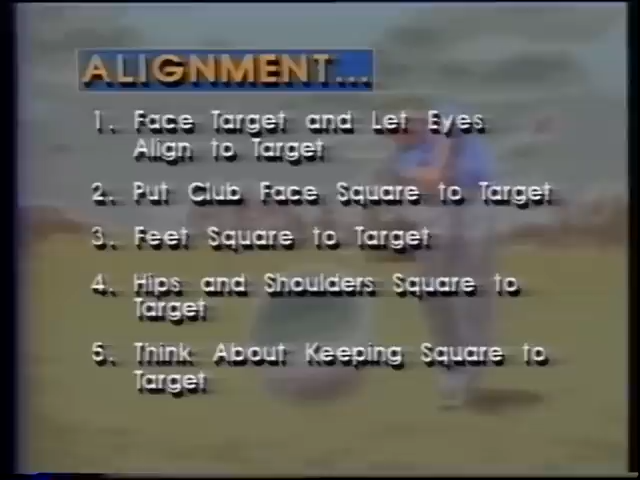 ALIGNMENT...
1. Face Target and Let Eyes
Align to Target
2. Put Club Face Square to Target
3. Feet Square to Target
4. Hips and Shoulders Square to
Target
5. Think About Keeping Square to
Target